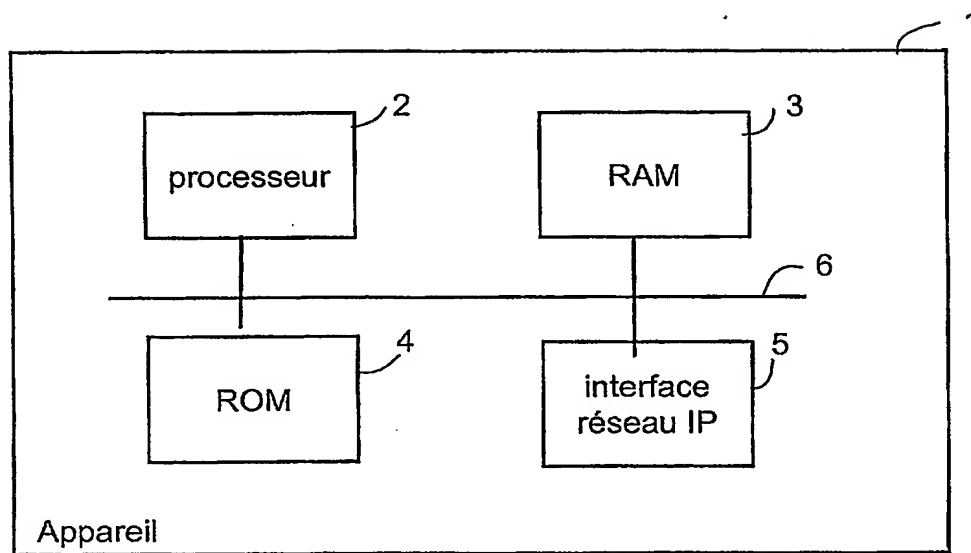 2
processeur
3
RAM
6
4
ROM
5
interface
réseau IP
Appareil